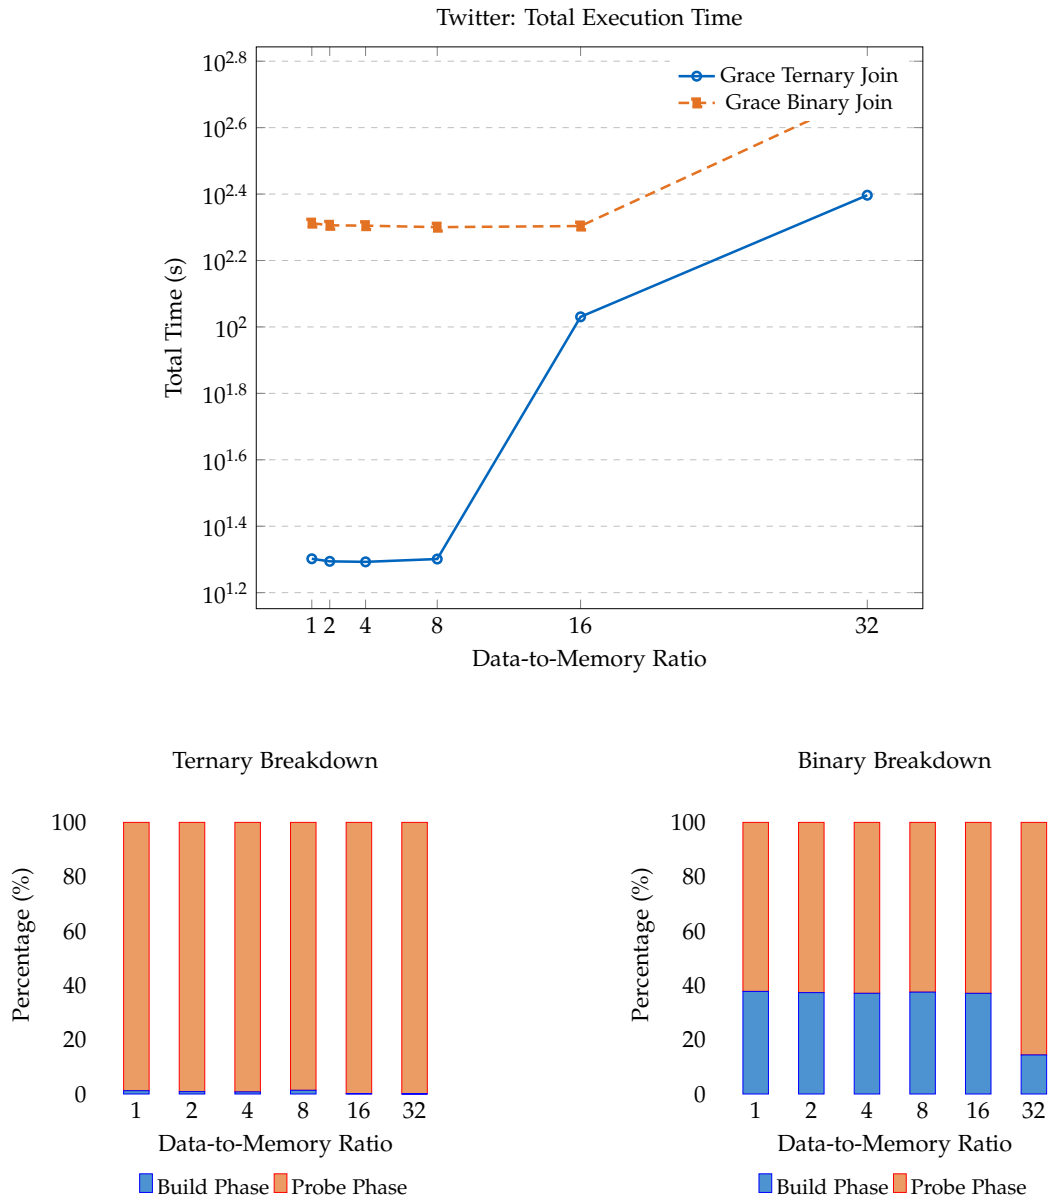 Twitter: Total Execution Time
10^2.8
10^2.6
10^2.4
10^2.2
10^2
10^1.8
10^1.6
10^1.4
10^1.2
Total Time (s)
Grace Ternary Join
Grace Binary Join
1 2 4 8 16 32
Data-to-Memory Ratio
Ternary Breakdown
100
80
60
40
20
0
Percentage (%)
1 2 4 8 16 32
Data-to-Memory Ratio
Build Phase Probe Phase
Binary Breakdown
100
80
60
40
20
0
Percentage (%)
1 2 4 8 16 32
Data-to-Memory Ratio
Build Phase Probe Phase